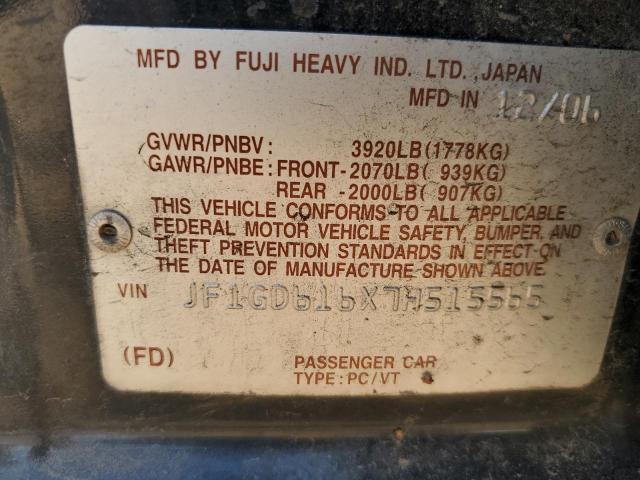 MFD BY FUJI HEAVY IND. LTD. ,JAPAN
MFD IN 12/06
GVWR/PNBV : 3920LB(1778KG)
GAWR/PNBE : FRONT-2070LB( 939KG)
REAR -2000LB( 907KG)
THIS VEHICLE CONFORMS TO ALL APPLICABLE
FEDERAL MOTOR VEHICLE SAFETY, BUMPER, AND
THEFT PREVENTION STANDARDS IN EFFECT ON
THE DATE OF MANUFACTURE SHOWN ABOVE.
VIN JF1GD616X7H515565
(FD) PASSENGER CAR
TYPE : PC/VT